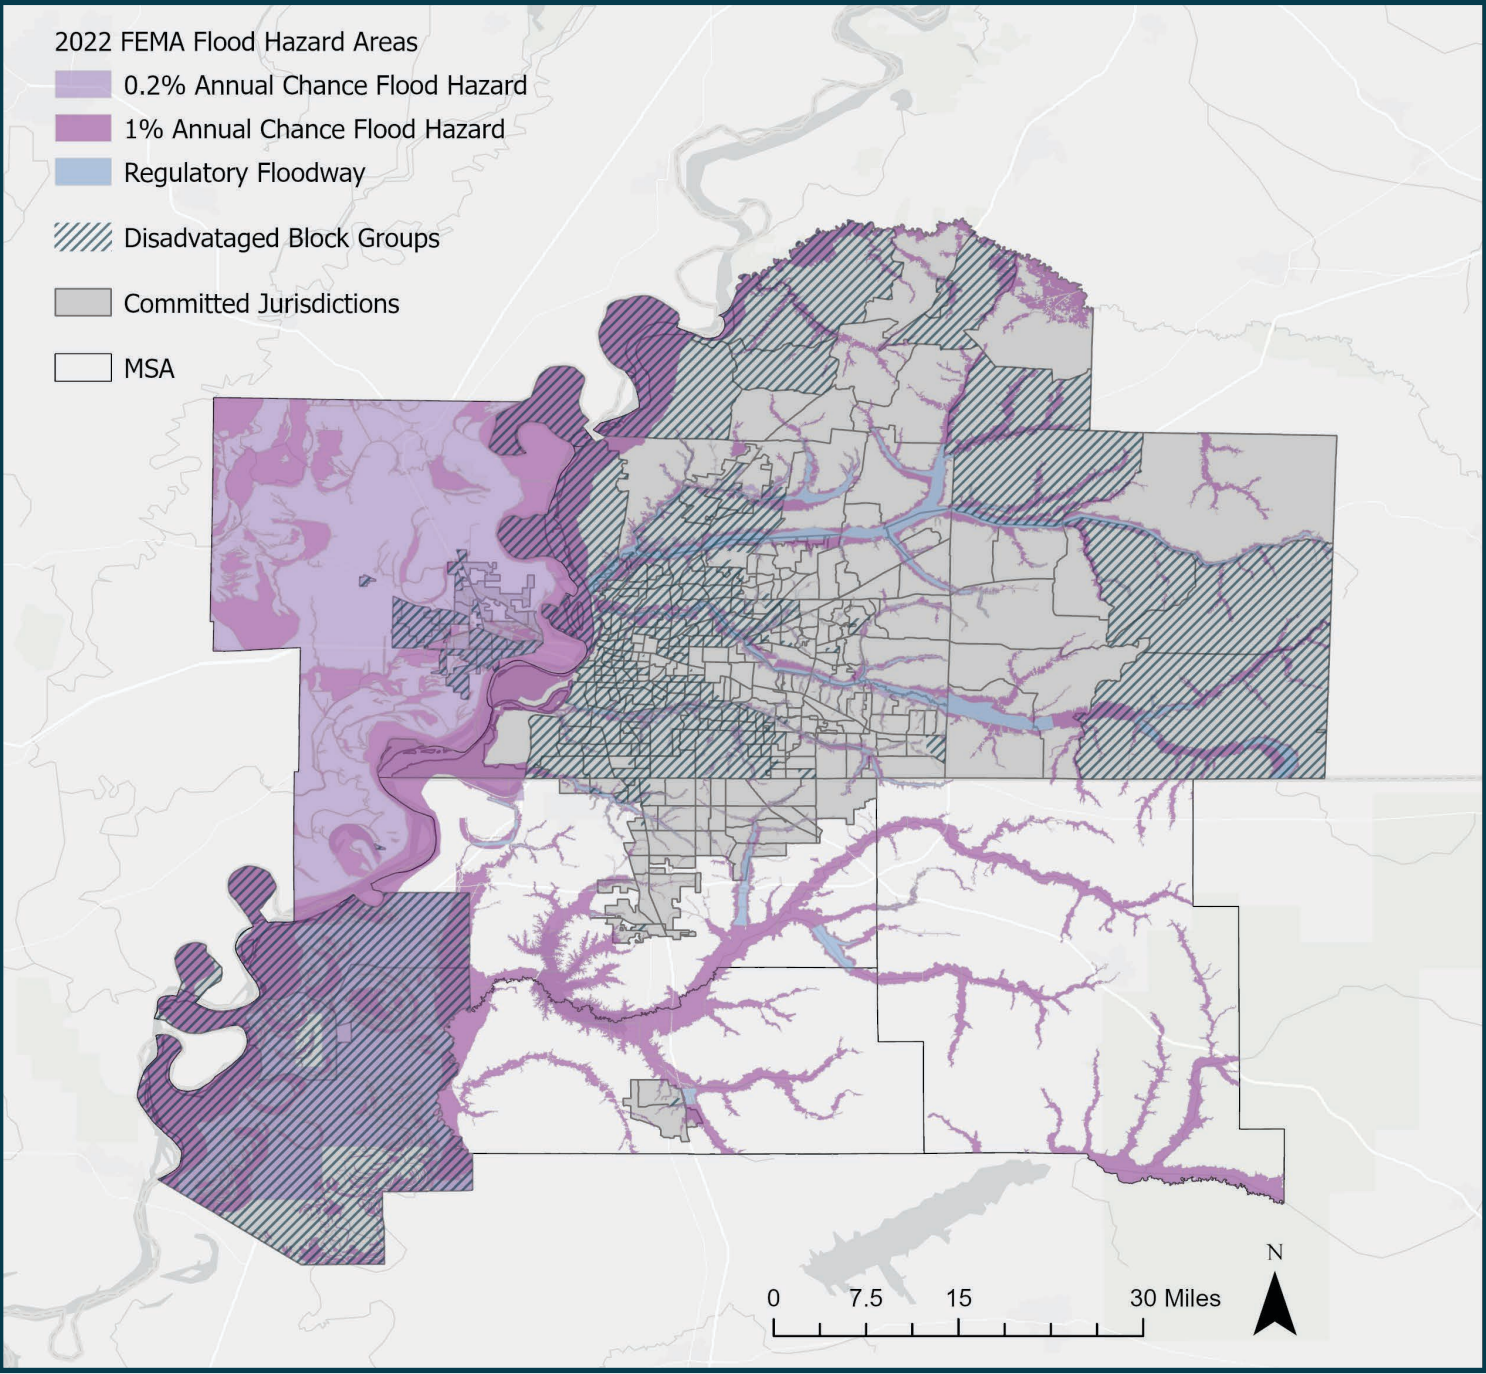 2022 FEMA Flood Hazard Areas
0.2% Annual Chance Flood Hazard
1% Annual Chance Flood Hazard
Regulatory Floodway
Disadvataged Block Groups
Committed Jurisdictions
MSA
N
0 7.5 15 30 Miles